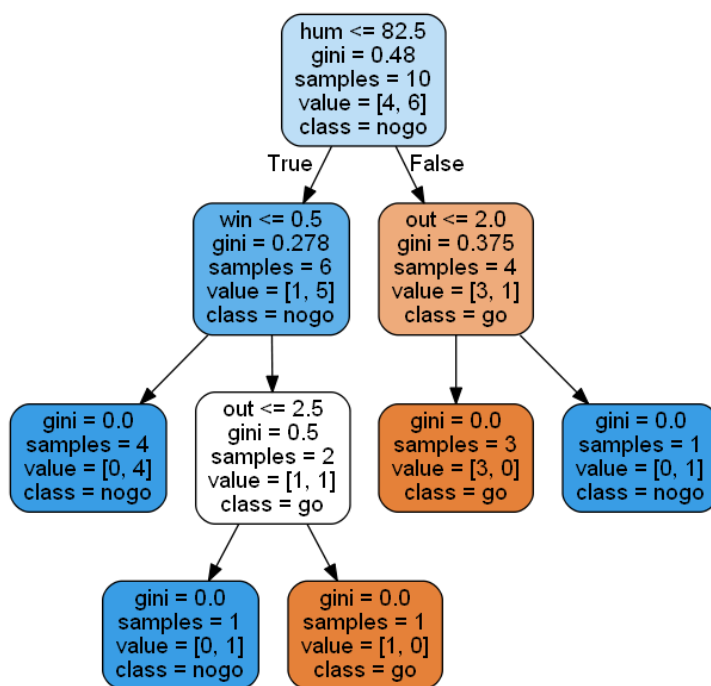 hum <= 82.5
gini = 0.48
samples = 10
value = [4, 6]
class = nogo
True
False
win <= 0.5
gini = 0.278
samples = 6
value = [1, 5]
class = nogo
out <= 2.0
gini = 0.375
samples = 4
value = [3, 1]
class = go
gini = 0.0
samples = 4
value = [0, 4]
class = nogo
out <= 2.5
gini = 0.5
samples = 2
value = [1, 1]
class = go
gini = 0.0
samples = 3
value = [3, 0]
class = go
gini = 0.0
samples = 1
value = [0, 1]
class = nogo
gini = 0.0
samples = 1
value = [0, 1]
class = nogo
gini = 0.0
samples = 1
value = [1, 0]
class = go